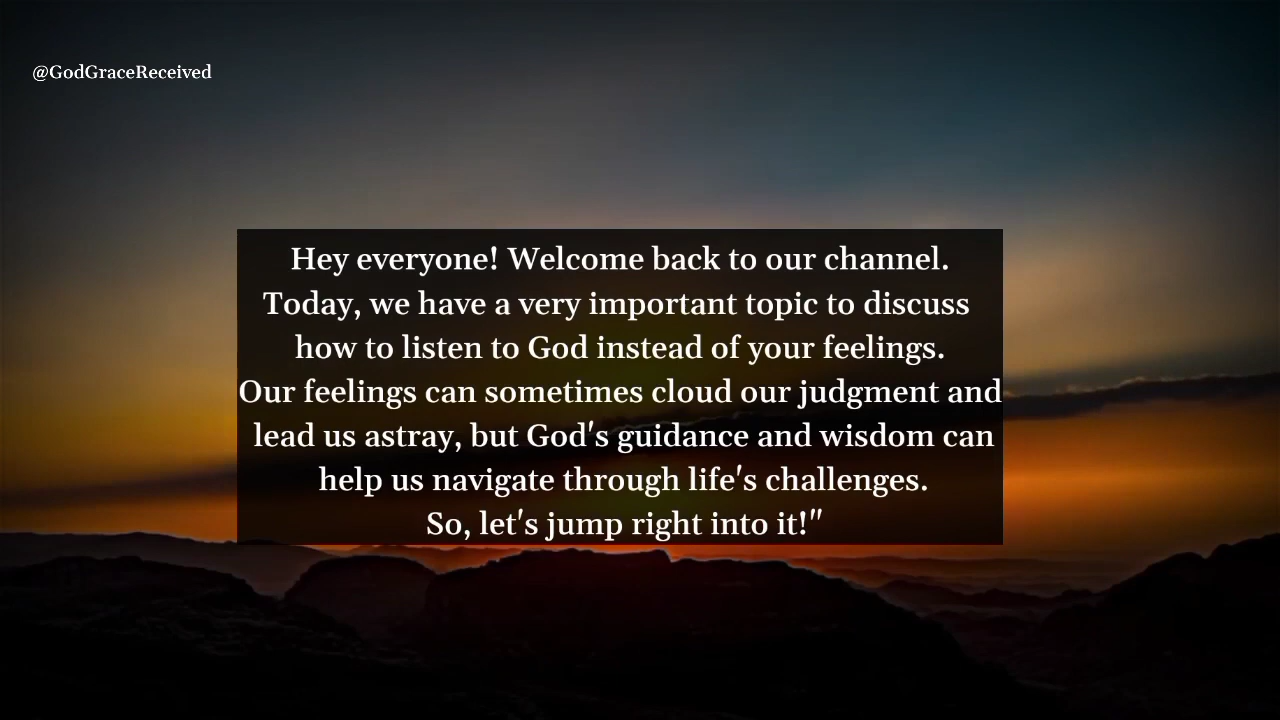 @GodGraceReceived
Hey everyone! Welcome back to our channel.
Today, we have a very important topic to discuss
how to listen to God instead of your feelings.
Our feelings can sometimes cloud our judgment and
lead us astray, but God's guidance and wisdom can
help us navigate through life's challenges.
So, let's jump right into it!"